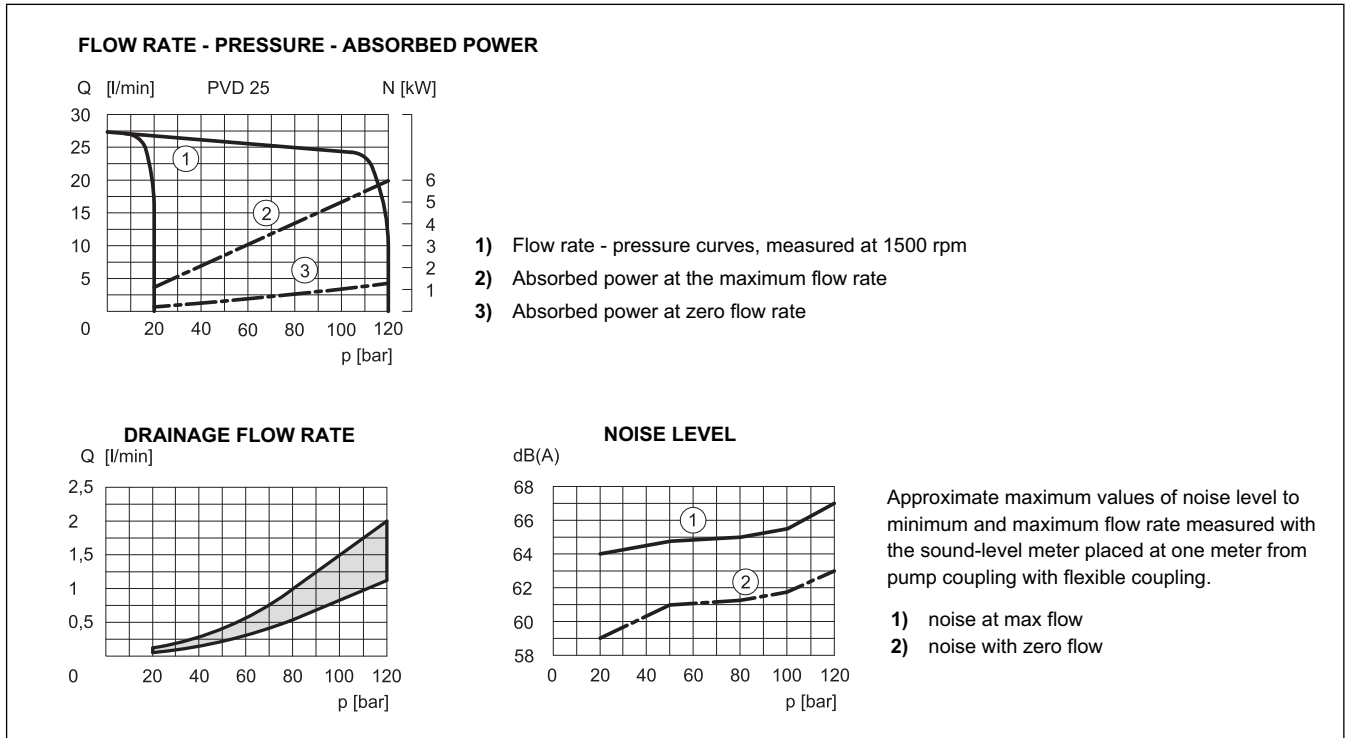 FLOW RATE - PRESSURE - ABSORBED POWER
Q [l/min] PVD 25 N [kW]
30
25
20
15
10
5
0
6
5
4
3
2
1
1
2
3
20 40 60 80 100 120
p [bar]
1) Flow rate - pressure curves, measured at 1500 rpm
2) Absorbed power at the maximum flow rate
3) Absorbed power at zero flow rate
DRAINAGE FLOW RATE
Q [l/min]
2,5
2
1,5
1
0,5
0 20 40 60 80 100 120
p [bar]
NOISE LEVEL
dB(A)
68
66
64
62
60
58
1
2
0 20 40 60 80 100 120
p [bar]
Approximate maximum values of noise level to
minimum and maximum flow rate measured with
the sound-level meter placed at one meter from
pump coupling with flexible coupling.
1) noise at max flow
2) noise with zero flow